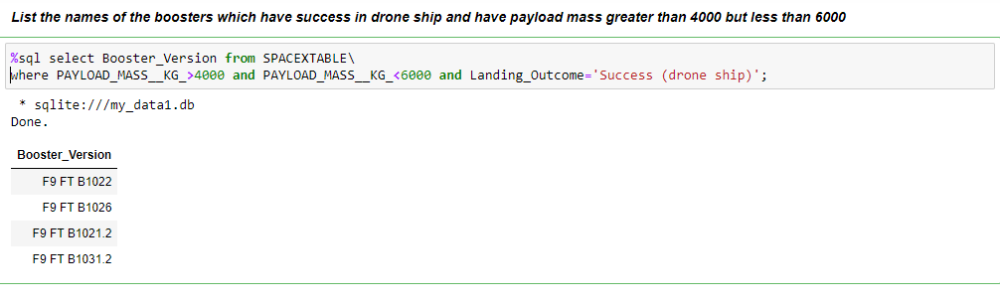 List the names of the boosters which have success in drone ship and have payload mass greater than 4000 but less than 6000
%sql select Booster_Version from SPACEXTABLE\
where PAYLOAD_MASS__KG_>4000 and PAYLOAD_MASS__KG_<6000 and Landing_Outcome='Success (drone ship)';
* sqlite:///my_data1.db
Done.
Booster_Version
F9 FT B1022
F9 FT B1026
F9 FT B1021.2
F9 FT B1031.2